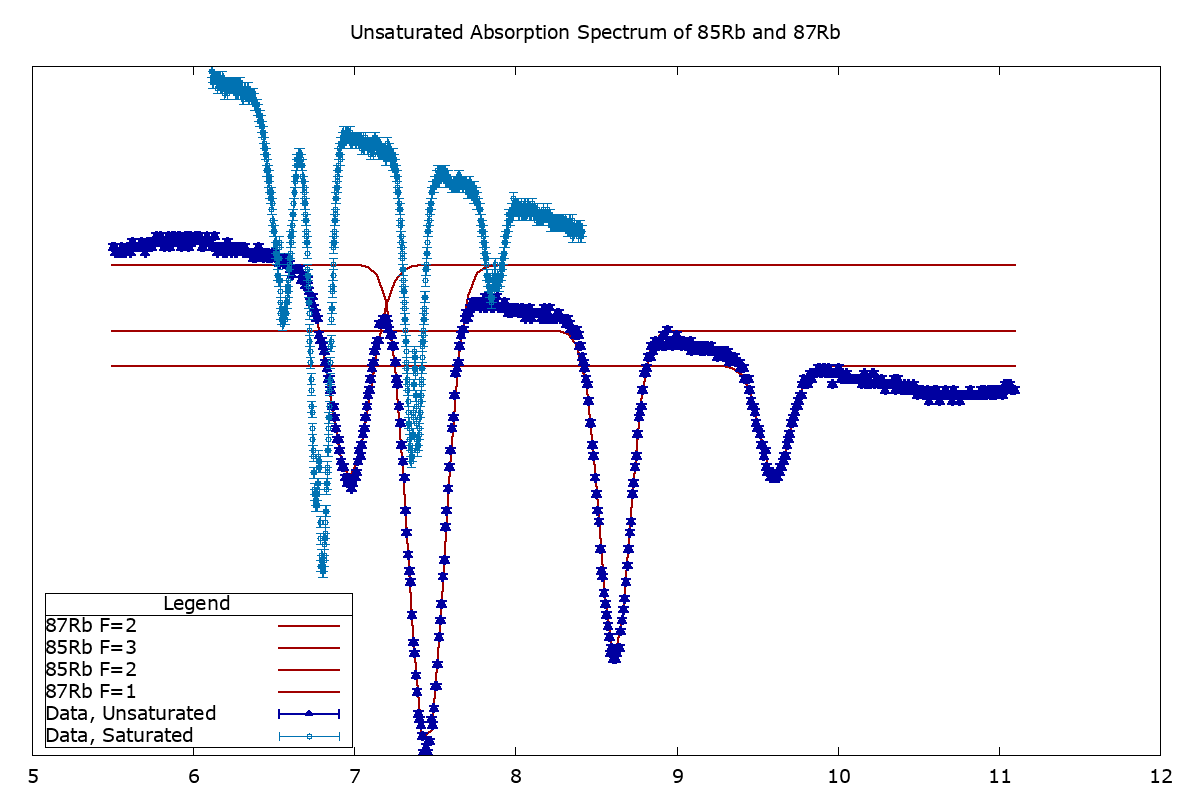 Unsaturated Absorption Spectrum of 85Rb and 87Rb
Legend
87Rb F=2
85Rb F=3
85Rb F=2
87Rb F=1
Data, Unsaturated
Data, Saturated
5 6 7 8 9 10 11 12